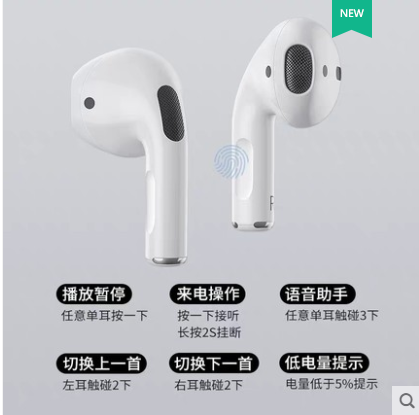 NEW
播放暂停
任意单耳按一下
来电操作
按一下接听
长按2S挂断
语音助手
任意单耳触碰3下
切换上一首
左耳触碰2下
切换下一首
右耳触碰2下
低电量提示
电量低于5%提示